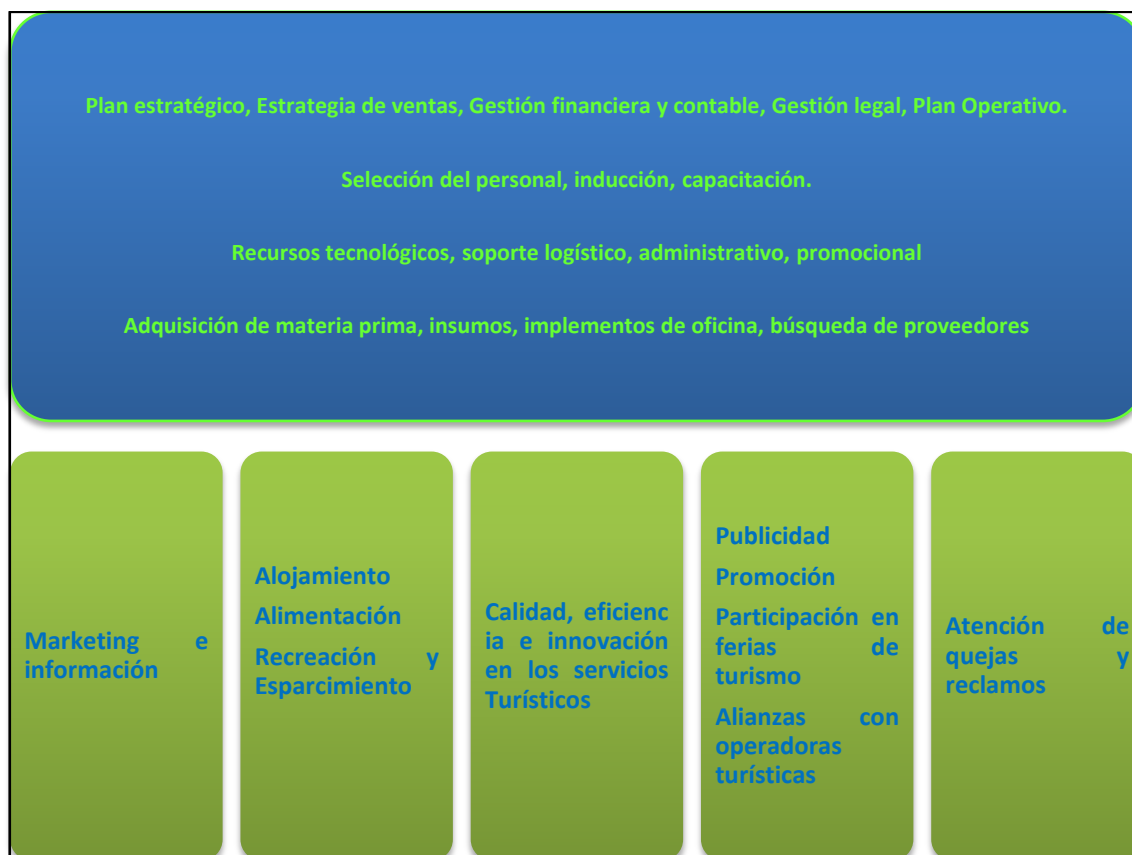 Plan estratégico, Estrategia de ventas, Gestión financiera y contable, Gestión legal, Plan Operativo.
Selección del personal, inducción, capacitación.
Recursos tecnológicos, soporte logístico, administrativo, promocional
Adquisición de materia prima, insumos, implementos de oficina, búsqueda de proveedores
Marketing e
información
Alojamiento
Alimentación
Recreación y
Esparcimiento
Calidad, eficienc
ia e innovación
en los servicios
Turísticos
Publicidad
Promoción
Participación en
ferias de
turismo
Alianzas con
operadoras
turísticas
Atención de
quejas y
reclamos